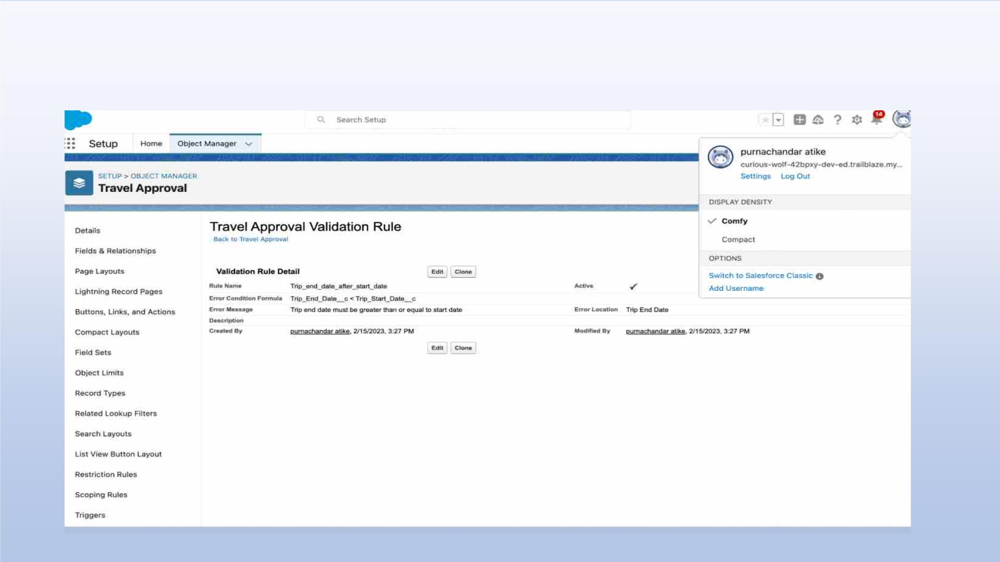 Search Setup
14
Setup
Home
Object Manager
purnachandar atike
curious-wolf-42bpxy-dev-ed.trailblaze.my...
Settings Log Out
SETUP > OBJECT MANAGER
Travel Approval
DISPLAY DENSITY
Comfy
Compact
OPTIONS
Switch to Salesforce Classic
Add Username
Details
Fields & Relationships
Page Layouts
Lightning Record Pages
Buttons, Links, and Actions
Compact Layouts
Field Sets
Object Limits
Record Types
Related Lookup Filters
Search Layouts
List View Button Layout
Restriction Rules
Scoping Rules
Triggers
Travel Approval Validation Rule
Back to Travel Approval
Validation Rule Detail
Edit Clone
Rule Name Trip_end_date_after_start_date Active
Error Condition Formula Trip_End_Date__c < Trip_Start_Date__c
Error Message Trip end date must be greater than or equal to start date Error Location Trip End Date
Description
Created By purnachandar atike, 2/15/2023, 3:27 PM Modified By purnachandar atike, 2/15/2023, 3:27 PM
Edit Clone